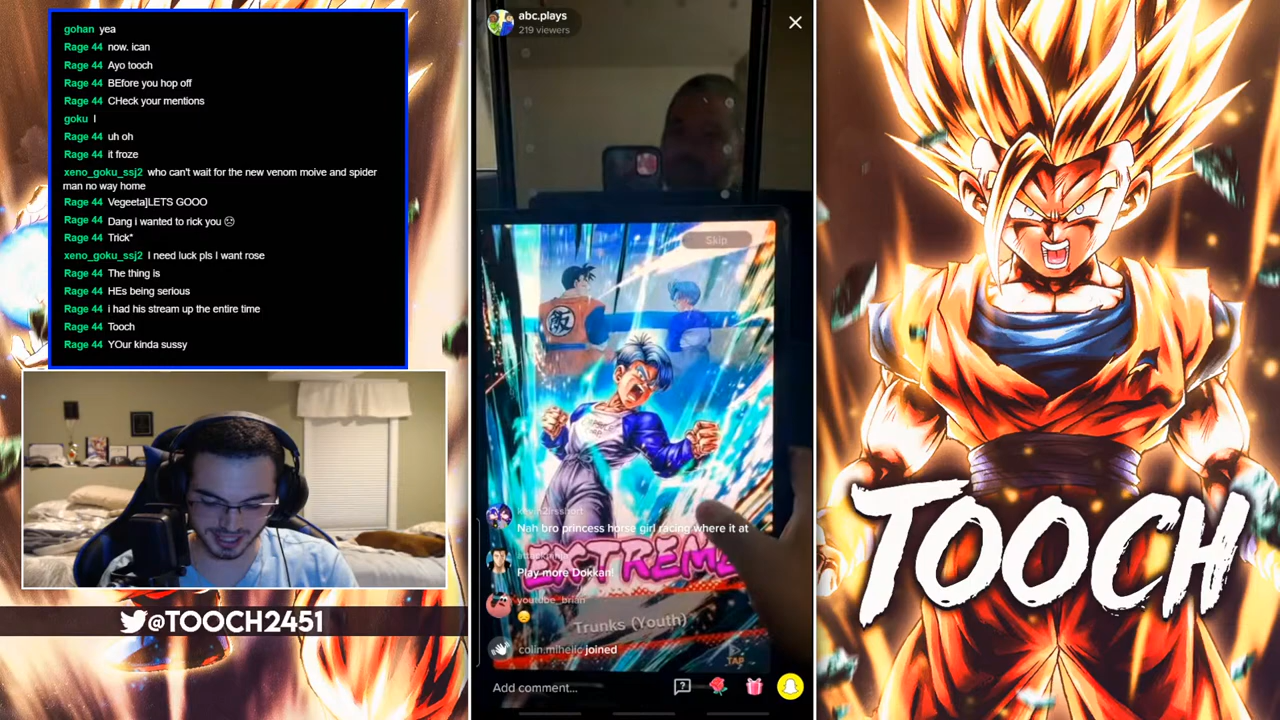 gohan yea
Rage 44 now. ican
Rage 44 Ayo tooch
Rage 44 BEfore you hop off
Rage 44 CHeck your mentions
goku I
Rage 44 uh oh
Rage 44 it froze
xeno_goku_ssj2 who can't wait for the new venom moive and spider
man no way home
Rage 44 Vegeeta]LETS GOOO
Rage 44 Dang i wanted to rick you ☹
Rage 44 Trick*
xeno_goku_ssj2 I need luck pls I want rose
Rage 44 The thing is
Rage 44 HEs being serious
Rage 44 i had his stream up the entire time
Rage 44 Tooch
Rage 44 YOur kinda sussy
@TOOCH2451
abc.plays
219 viewers
Skip
飯
Nah bro princess horse girl racing where it at
EXTREME
Play more Dokkan!
youtube_brian
Trunks (Youth)
colin.mihelic joined
TAP
Add comment...
TOOCH